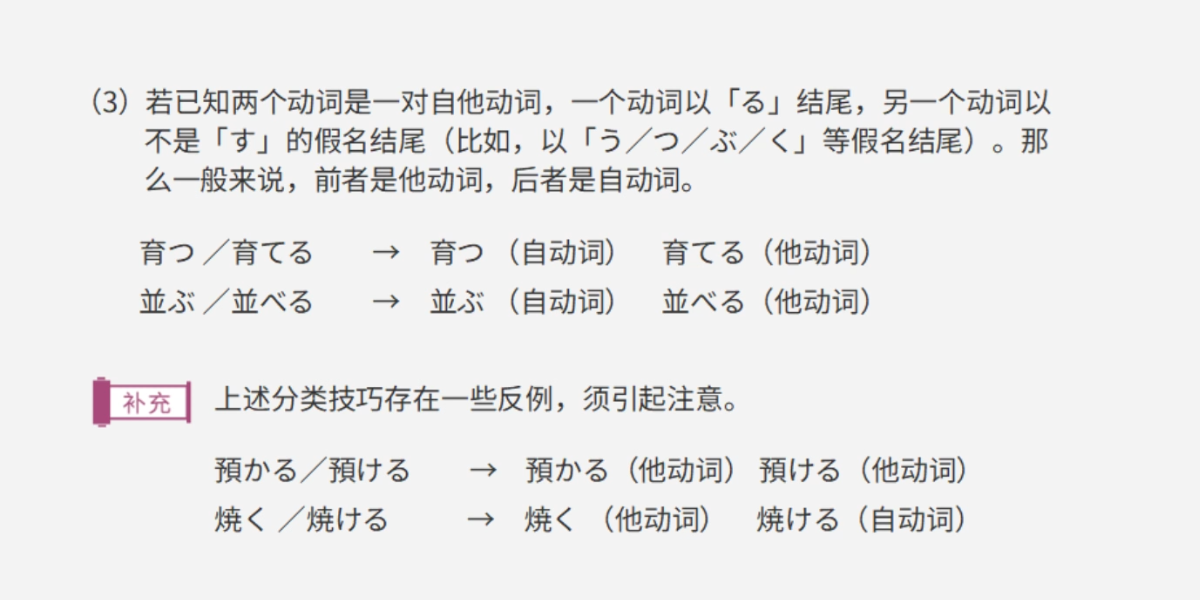 （3）若已知两个动词是一对自他动词，一个动词以「る」结尾，另一个动词以
不是「す」的假名结尾（比如，以「う／つ／ぶ／く」等假名结尾）。那
么一般来说，前者是他动词，后者是自动词。
育つ ／育てる → 育つ （自动词） 育てる（他动词）
並ぶ ／並べる → 並ぶ （自动词） 並べる（他动词）
补充 上述分类技巧存在一些反例，须引起注意。
預かる／預ける → 預かる（他动词） 預ける（他动词）
焼く ／焼ける → 焼く （他动词） 焼ける（自动词）